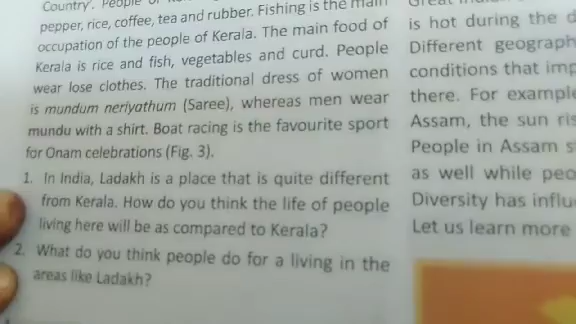 Country'. People
pepper, rice, coffee, tea and rubber. Fishing is the main
occupation of the people of Kerala. The main food of
Kerala is rice and fish, vegetables and curd. People
wear lose clothes. The traditional dress of women
is mundum neriyathum (Saree), whereas men wear
mundu with a shirt. Boat racing is the favourite sport
for Onam celebrations (Fig. 3).
1. In India, Ladakh is a place that is quite different
from Kerala. How do you think the life of people
living here will be as compared to Kerala?
2. What do you think people do for a living in the
areas like Ladakh?
is hot during the d
Different geograph
conditions that imp
there. For example
Assam, the sun ris
People in Assam s
as well while peo
Diversity has influ
Let us learn more